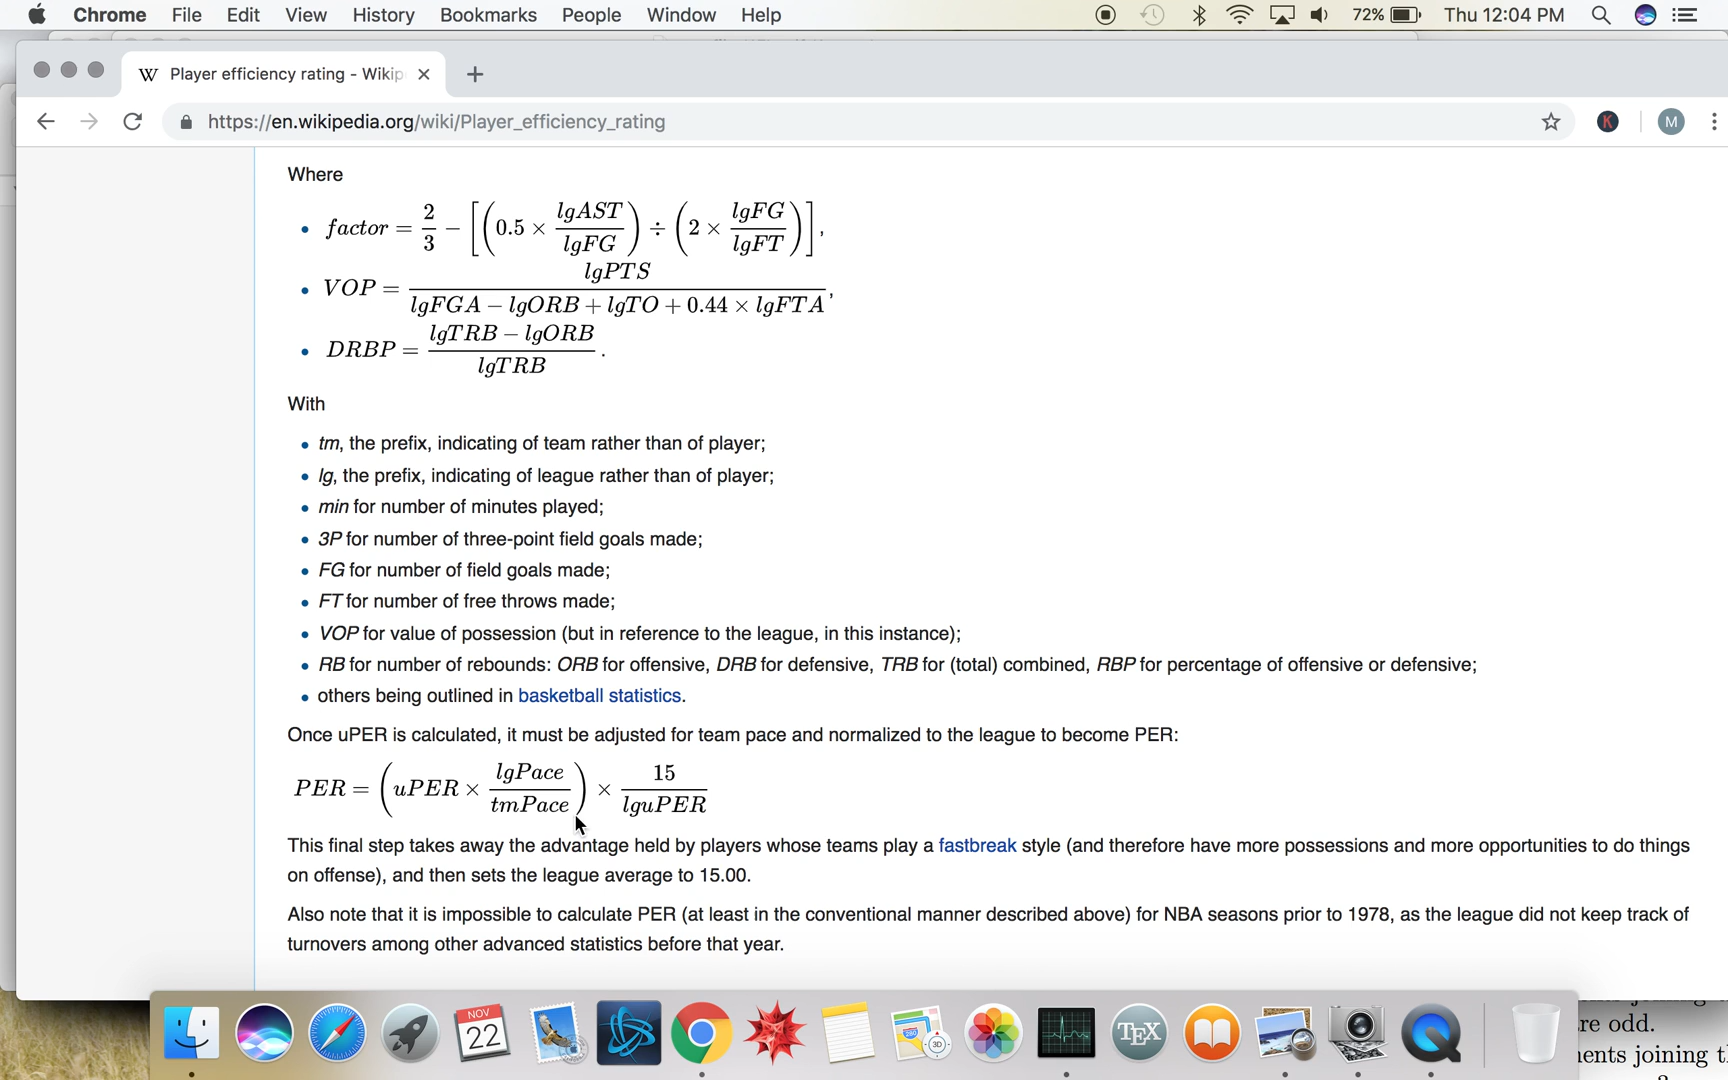 Chrome File Edit View History Bookmarks People Window Help 72% Thu 12:04 PM
W Player efficiency rating - Wikip
https://en.wikipedia.org/wiki/Player_efficiency_rating K M
Where
• factor = 2/3 − [(0.5 × lgAST/lgFG) ÷ (2 × lgFG/lgFT)],
• VOP = lgPTS / lgFGA − lgORB + lgTO + 0.44 × lgFTA,
• DRBP = lgTRB − lgORB / lgTRB.
With
• tm, the prefix, indicating of team rather than of player;
• lg, the prefix, indicating of league rather than of player;
• min for number of minutes played;
• 3P for number of three-point field goals made;
• FG for number of field goals made;
• FT for number of free throws made;
• VOP for value of possession (but in reference to the league, in this instance);
• RB for number of rebounds: ORB for offensive, DRB for defensive, TRB for (total) combined, RBP for percentage of offensive or defensive;
• others being outlined in basketball statistics.
Once uPER is calculated, it must be adjusted for team pace and normalized to the league to become PER:
PER = (uPER × lgPace/tmPace) × 15/lguPER
This final step takes away the advantage held by players whose teams play a fastbreak style (and therefore have more possessions and more opportunities to do things
on offense), and then sets the league average to 15.00.
Also note that it is impossible to calculate PER (at least in the conventional manner described above) for NBA seasons prior to 1978, as the league did not keep track of
turnovers among other advanced statistics before that year.
re odd.
NOV
22
TEX
3D
280
ents joining t